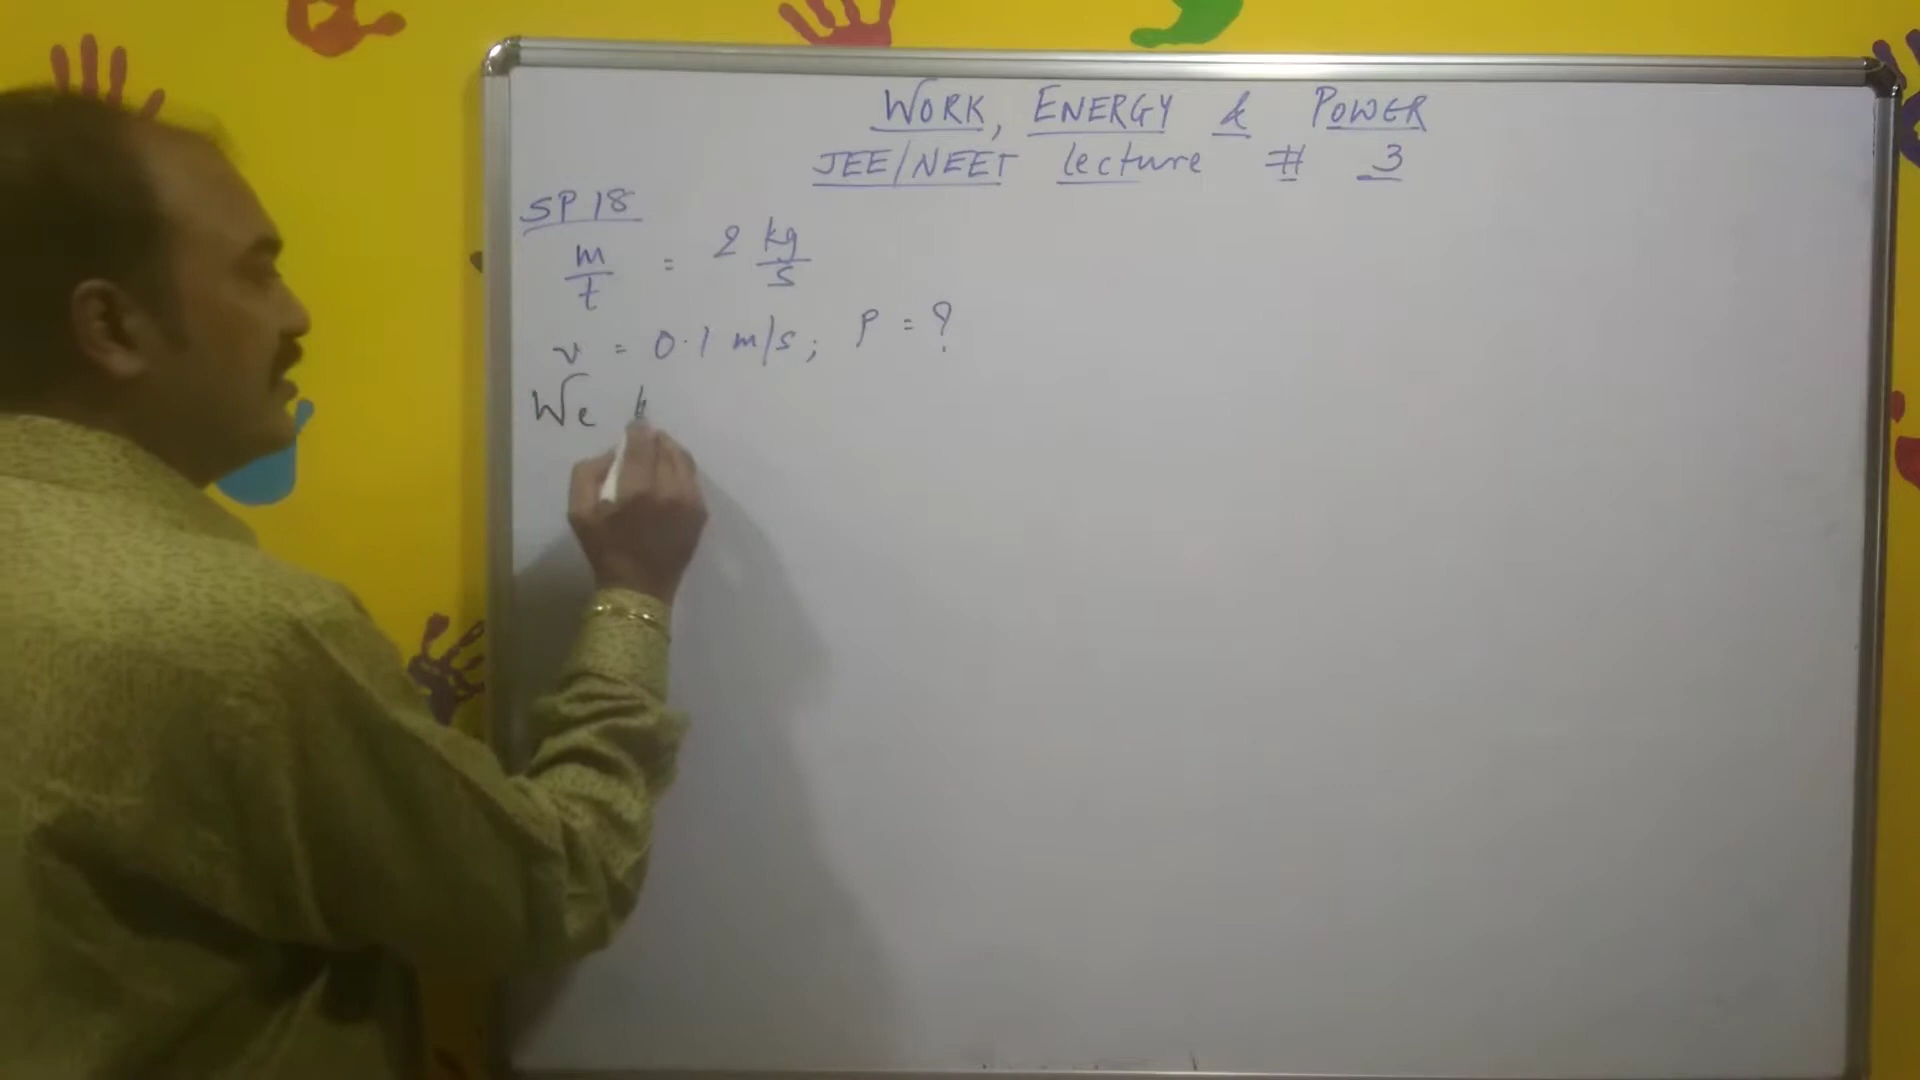 WORK, ENERGY & POWER
JEE/NEET lecture # 3
SP 18
m/t = 2 kg/s
v = 0.1 m/s; P = ?
We